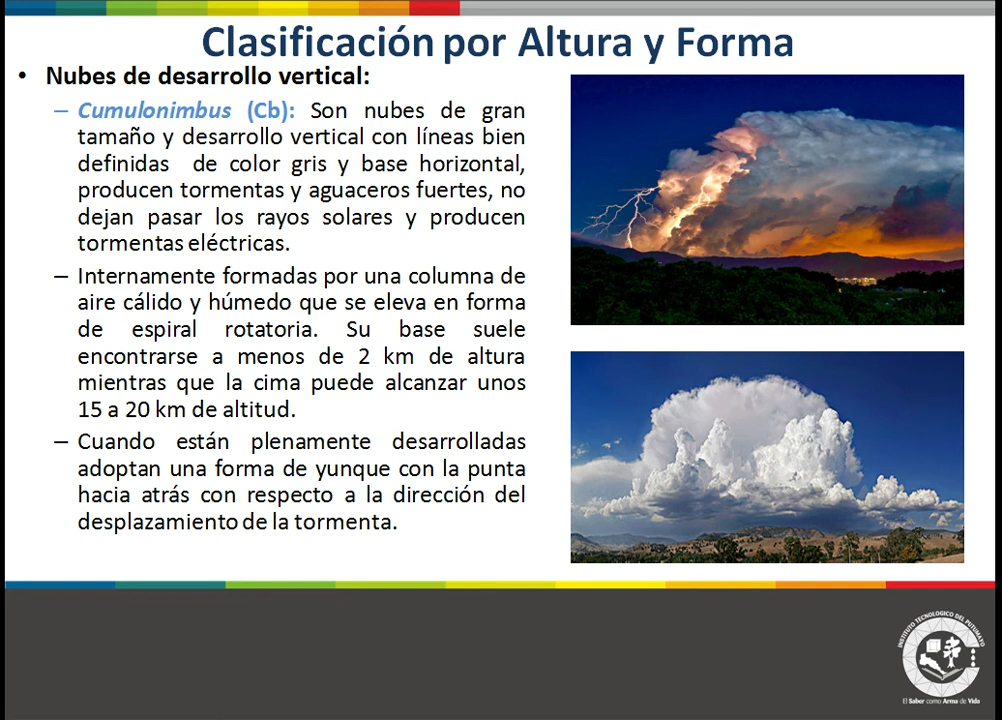 Clasificación por Altura y Forma
• Nubes de desarrollo vertical:
– Cumulonimbus (Cb): Son nubes de gran
tamaño y desarrollo vertical con líneas bien
definidas de color gris y base horizontal,
producen tormentas y aguaceros fuertes, no
dejan pasar los rayos solares y producen
tormentas eléctricas.
– Internamente formadas por una columna de
aire cálido y húmedo que se eleva en forma
de espiral rotatoria. Su base suele
encontrarse a menos de 2 km de altura
mientras que la cima puede alcanzar unos
15 a 20 km de altitud.
– Cuando están plenamente desarrolladas
adoptan una forma de yunque con la punta
hacia atrás con respecto a la dirección del
desplazamiento de la tormenta.
INSTITUTO TECNOLOGICO DEL PUTUMAYO
El Saber como Arma de Vida